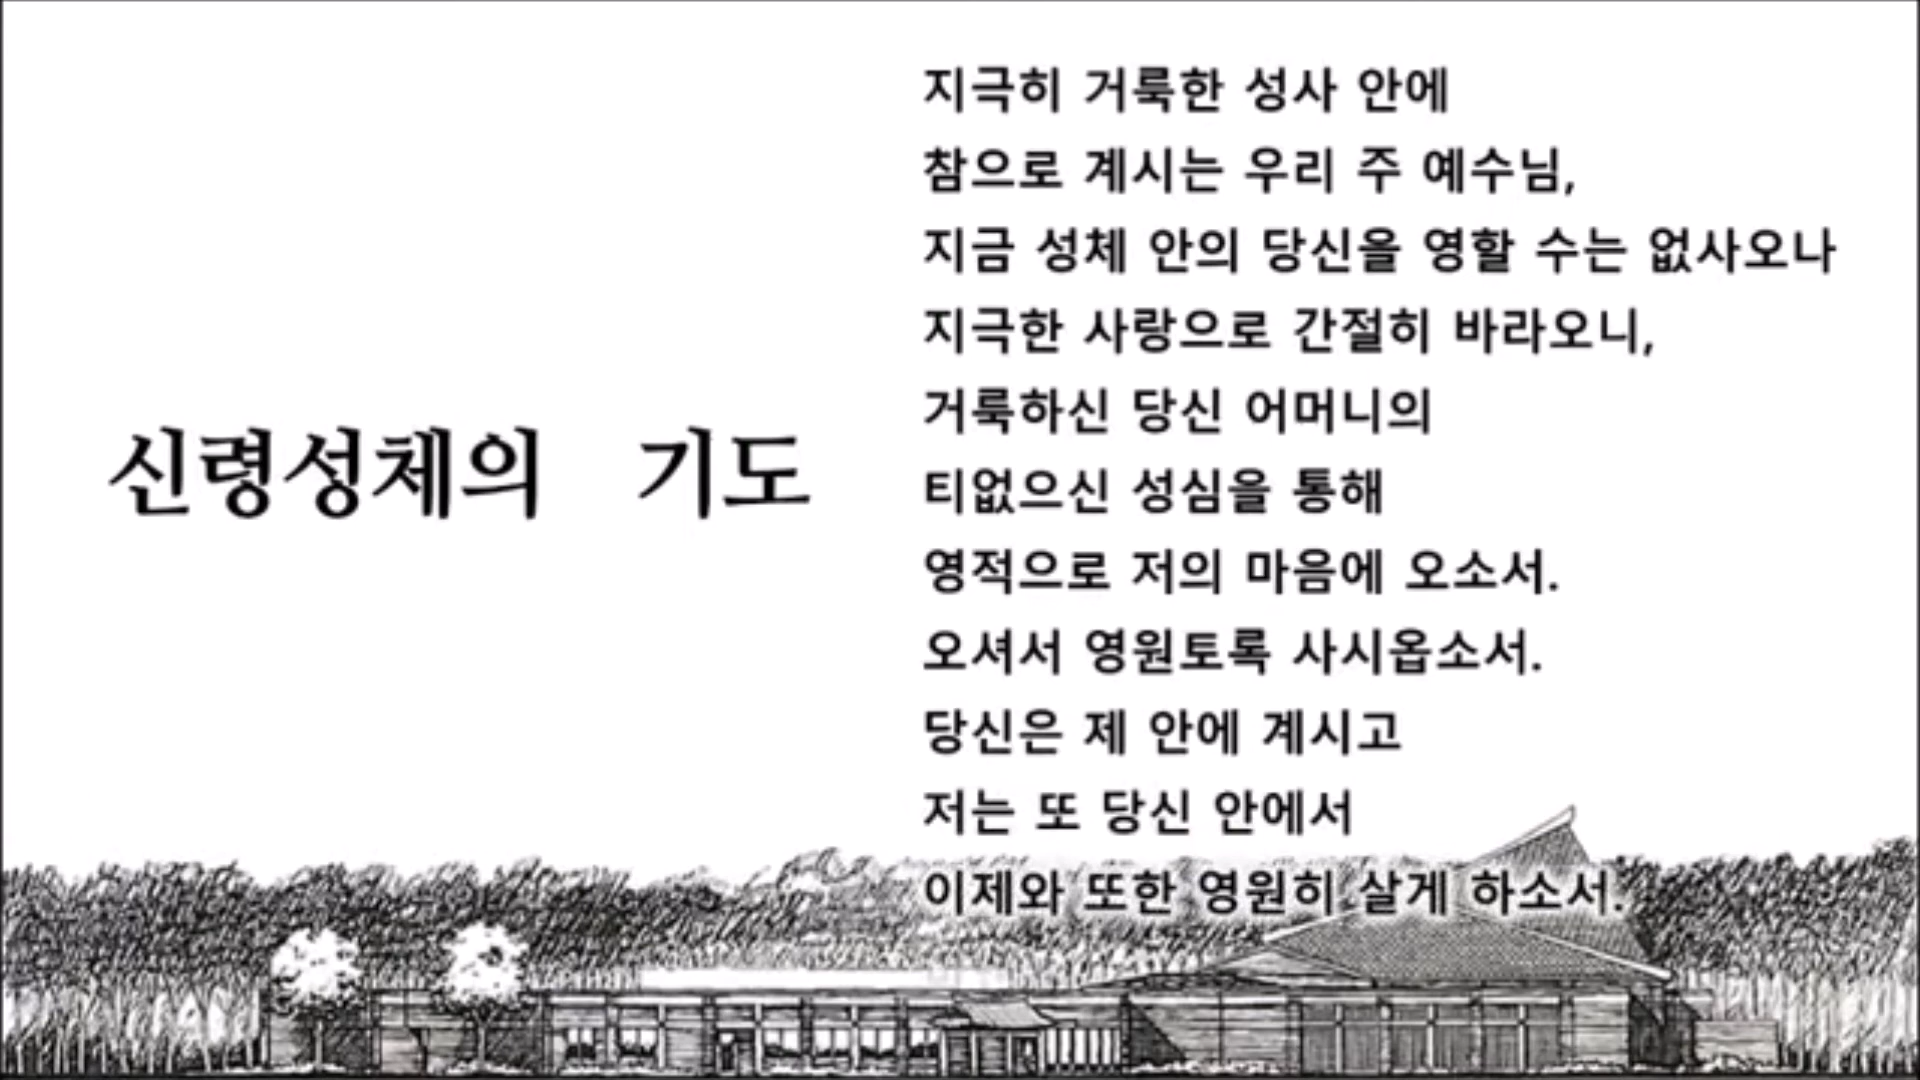 신령성체의 기도
지극히 거룩한 성사 안에
참으로 계시는 우리 주 예수님,
지금 성체 안의 당신을 영할 수는 없사오나
지극한 사랑으로 간절히 바라오니,
거룩하신 당신 어머니의
티없으신 성심을 통해
영적으로 저의 마음에 오소서.
오셔서 영원토록 사시옵소서.
당신은 제 안에 계시고
저는 또 당신 안에서
이제와 또한 영원히 살게 하소서.